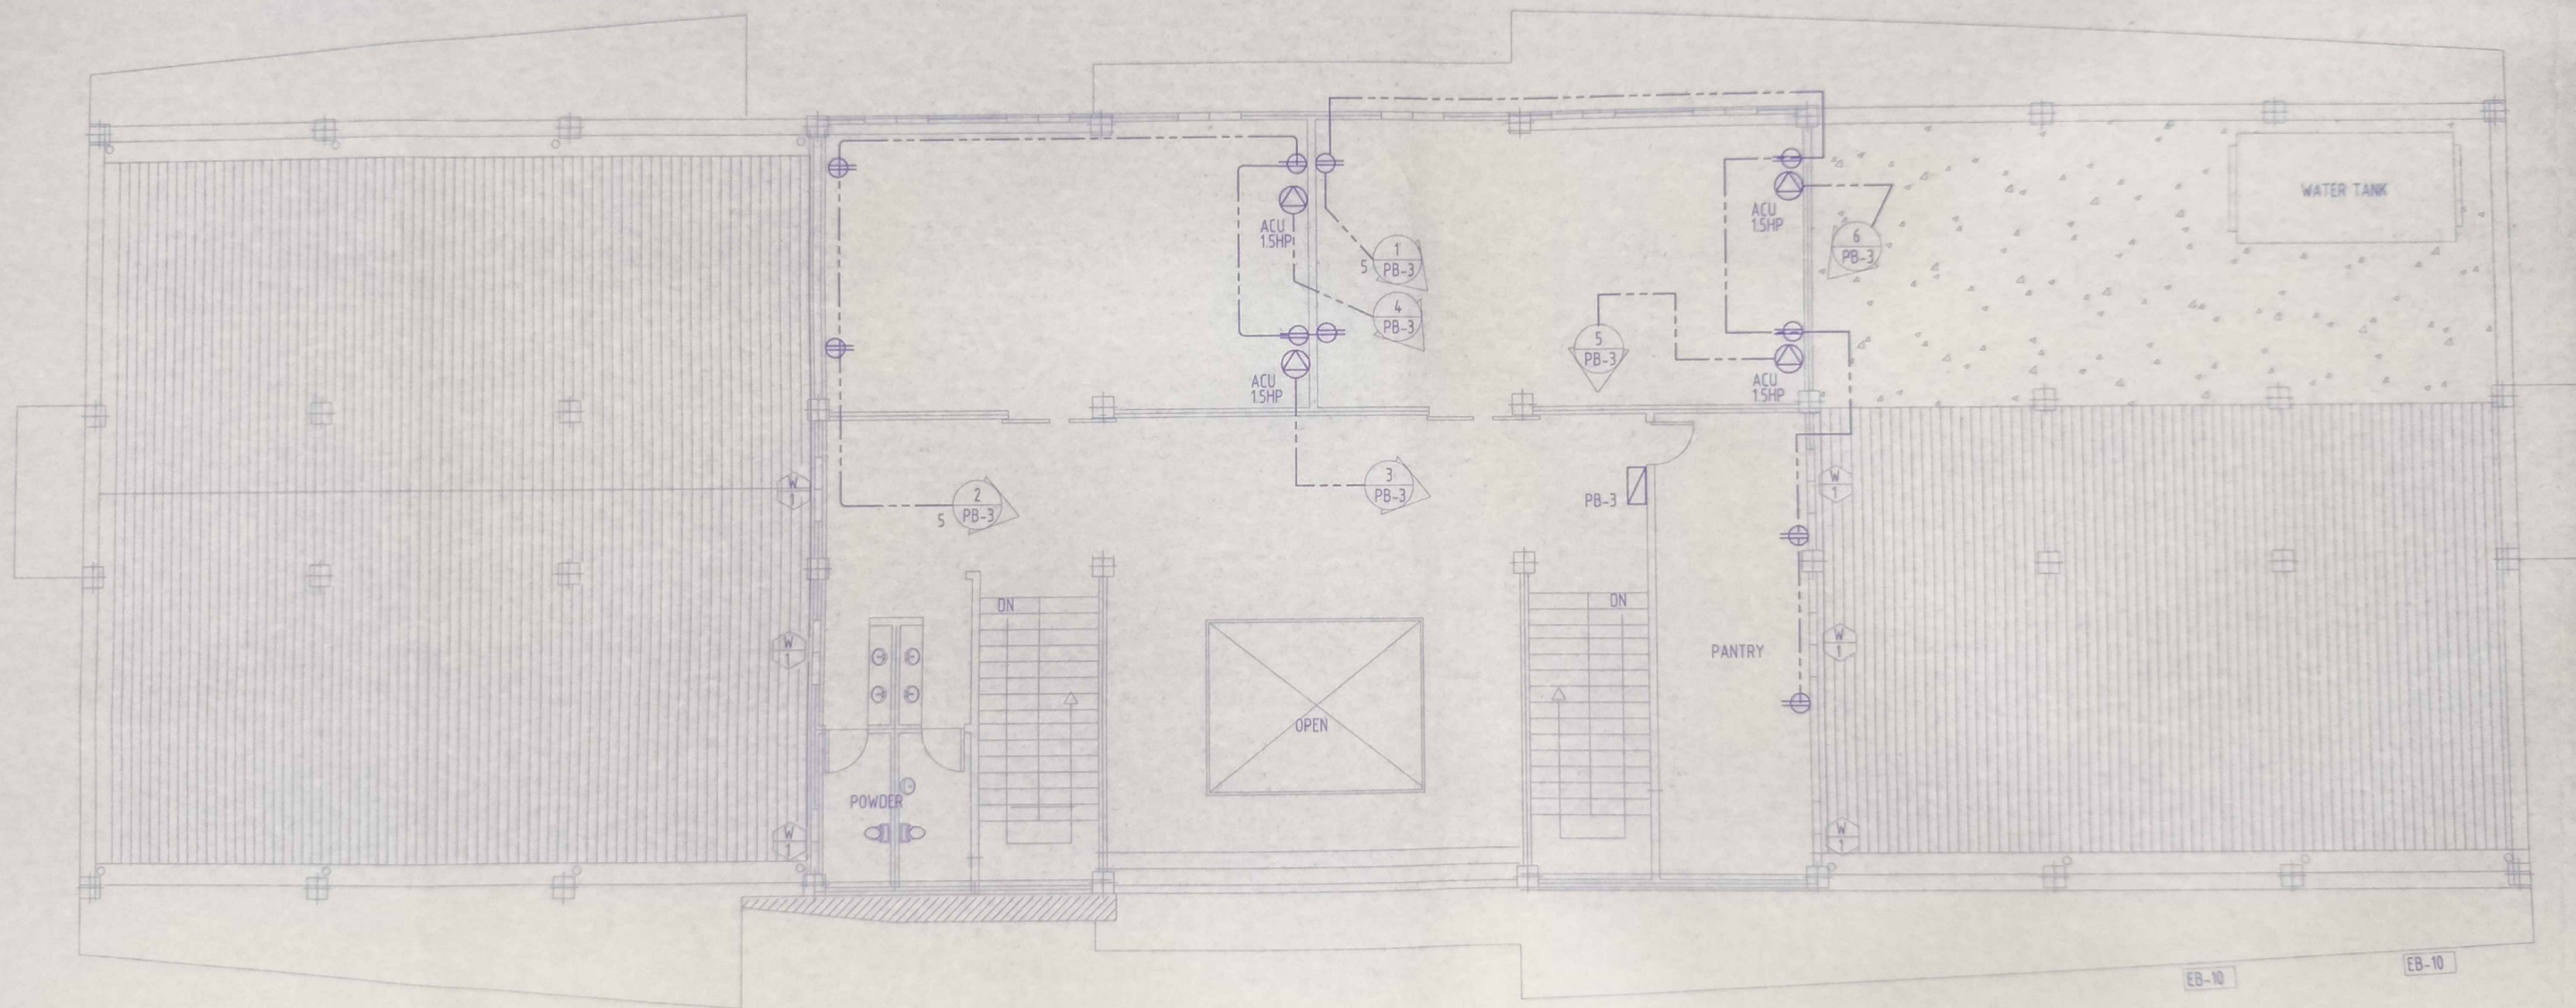 WATER TANK
ACU
1.5HP
ACU
1.5HP
1
PB-3
5
6
PB-3
4
PB-3
5
PB-3
ACU
1.5HP
ACU
1.5HP
W
1
2
PB-3
5
3
PB-3
PB-3
W
1
DN
DN
W
1
PANTRY
W
1
OPEN
POWDER
W
1
W
1
EB-10
EB-10